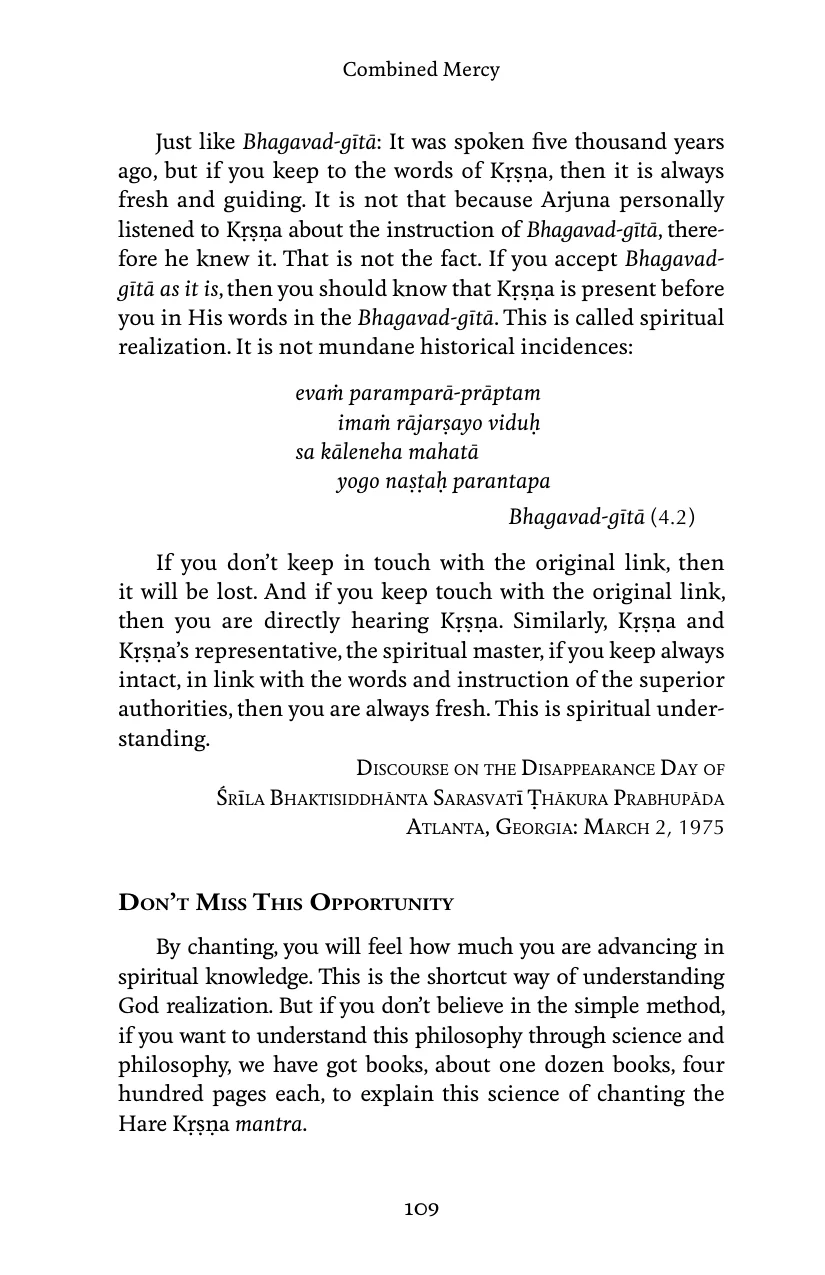 Combined Mercy
Just like Bhagavad-gītā: It was spoken five thousand years
ago, but if you keep to the words of Kṛṣṇa, then it is always
fresh and guiding. It is not that because Arjuna personally
listened to Kṛṣṇa about the instruction of Bhagavad-gītā, there-
fore he knew it. That is not the fact. If you accept Bhagavad-
gītā as it is, then you should know that Kṛṣṇa is present before
you in His words in the Bhagavad-gītā. This is called spiritual
realization. It is not mundane historical incidences:
evaṁ paramparā-prāptam
imaṁ rājarṣayo viduḥ
sa kāleneha mahatā
yogo naṣṭaḥ parantapa
Bhagavad-gītā (4.2)
If you don’t keep in touch with the original link, then
it will be lost. And if you keep touch with the original link,
then you are directly hearing Kṛṣṇa. Similarly, Kṛṣṇa and
Kṛṣṇa’s representative, the spiritual master, if you keep always
intact, in link with the words and instruction of the superior
authorities, then you are always fresh. This is spiritual under-
standing.
Discourse on the Disappearance Day of
Śrīla Bhaktisiddhānta Sarasvatī Ṭhākura Prabhupāda
Atlanta, Georgia: March 2, 1975
Don’t Miss This Opportunity
By chanting, you will feel how much you are advancing in
spiritual knowledge. This is the shortcut way of understanding
God realization. But if you don’t believe in the simple method,
if you want to understand this philosophy through science and
philosophy, we have got books, about one dozen books, four
hundred pages each, to explain this science of chanting the
Hare Kṛṣṇa mantra.
109